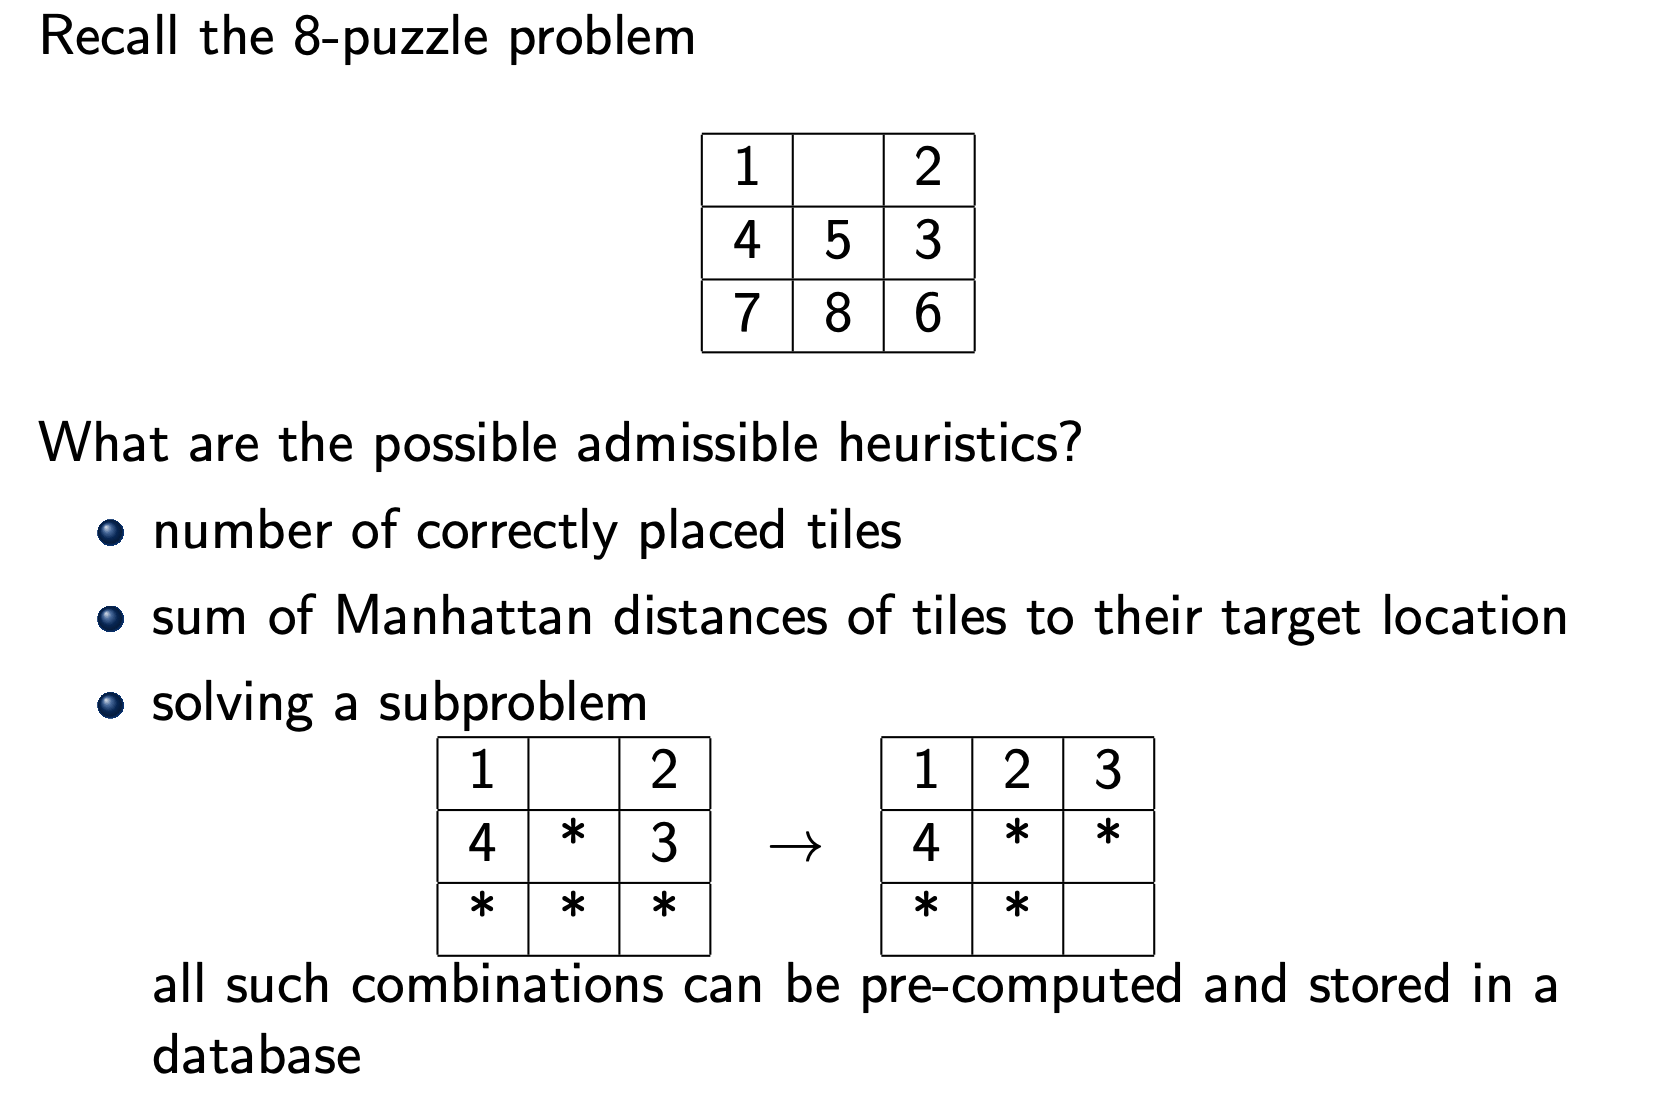 Recall the 8-puzzle problem
1 2
4 5 3
7 8 6
What are the possible admissible heuristics?
number of correctly placed tiles
sum of Manhattan distances of tiles to their target location
solving a subproblem
1 2 1 2 3
4 * 3 → 4 * *
* * * * *
all such combinations can be pre-computed and stored in a
database